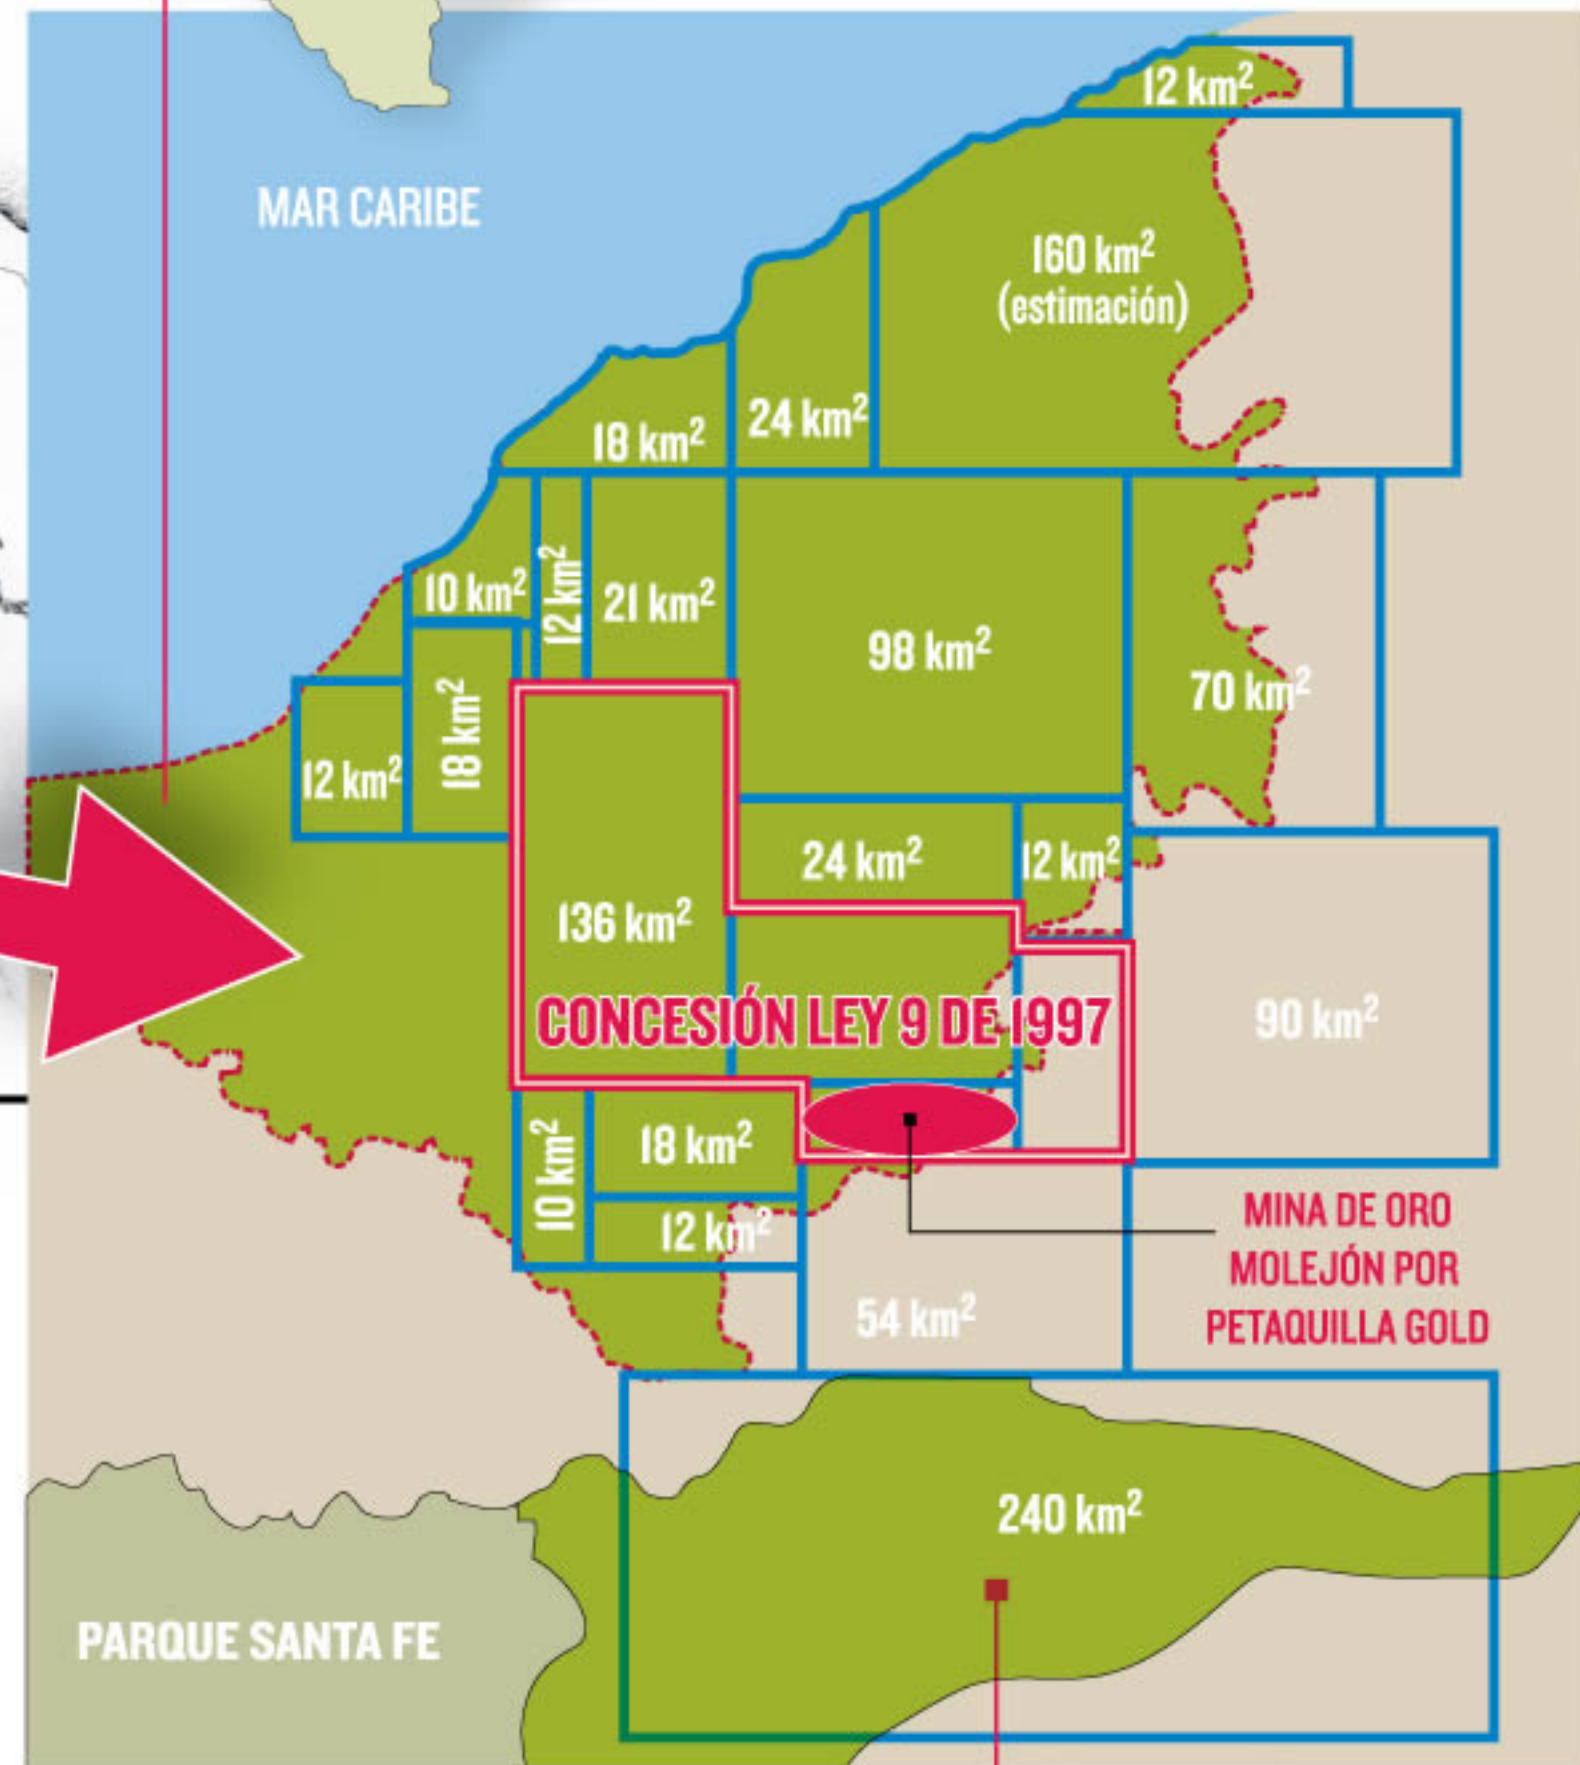 12 km²
MAR CARIBE
160 km²
(estimación)
18 km²
24 km²
10 km²
12 km²
21 km²
98 km²
70 km²
12 km²
18 km²
24 km²
12 km²
136 km²
CONCESIÓN LEY 9 DE 1997
90 km²
10 km²
18 km²
12 km²
MINA DE ORO
MOLEJÓN POR
PETAQUILLA GOLD
54 km²
240 km²
PARQUE SANTA FE